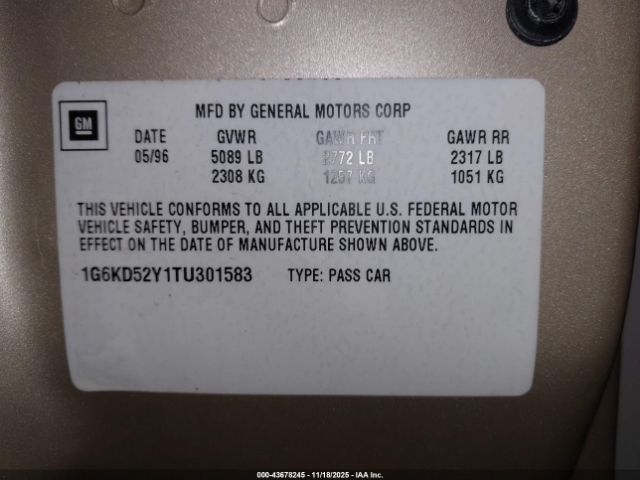 MFD BY GENERAL MOTORS CORP
GM
DATE GVWR GAWR FRT GAWR RR
05/96 5089 LB 2772 LB 2317 LB
2308 KG 1257 KG 1051 KG
THIS VEHICLE CONFORMS TO ALL APPLICABLE U.S. FEDERAL MOTOR
VEHICLE SAFETY, BUMPER, AND THEFT PREVENTION STANDARDS IN
EFFECT ON THE DATE OF MANUFACTURE SHOWN ABOVE.
1G6KD52Y1TU301583 TYPE: PASS CAR
000-43678245 - 11/18/2025 - IAA Inc.